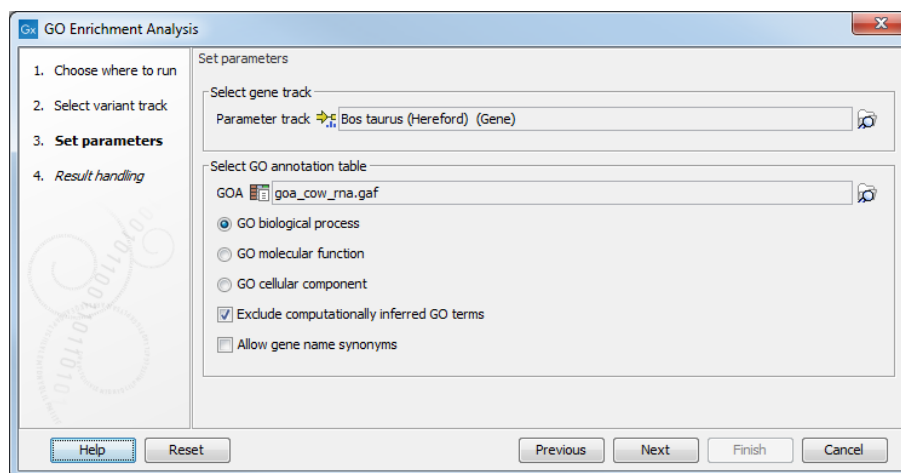 Gx GO Enrichment Analysis
1. Choose where to run
2. Select variant track
3. Set parameters
4. Result handling
Set parameters
Select gene track
Parameter track Bos taurus (Hereford) (Gene)
Select GO annotation table
GOA goa_cow_rna.gaf
GO biological process
GO molecular function
GO cellular component
Exclude computationally inferred GO terms
Allow gene name synonyms
Help Reset Previous Next Finish Cancel